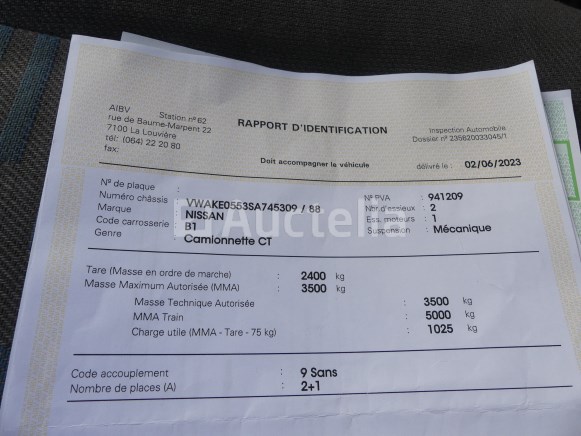 AIBV Station n° 62
rue de Baume-Marpent 22
7100 La Louvière
tél: (064) 22 20 80
fax:
RAPPORT D'IDENTIFICATION
Inspection Automobile
Dossier n° 235620033045/1
Doit accompagner le véhicule
délivré le : 02/06/2023
N° de plaque :
Numéro châssis : VWAKE0553SA745309 / 88
Marque : NISSAN
Code carrosserie : B1
Genre : Camionnette CT
N° PVA : 941209
Nbr d'essieux : 2
Ess. moteurs : 1
Suspension : Mécanique
Auctelia
Tare (Masse en ordre de marche) : 2400 kg
Masse Maximum Autorisée (MMA) : 3500 kg
Masse Technique Autorisée : 3500 kg
MMA Train : 5000 kg
Charge utile (MMA - Tare - 75 kg) : 1025 kg
Code accouplement : 9 Sans
Nombre de places (A) : 2+1